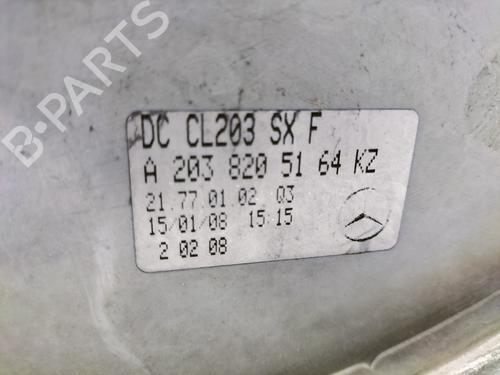 DC CL203 SX F
A 203 820 51 64 KZ
21.77.01.02 Q3
15/01/08 15:15
2 02 08
B-PARTS